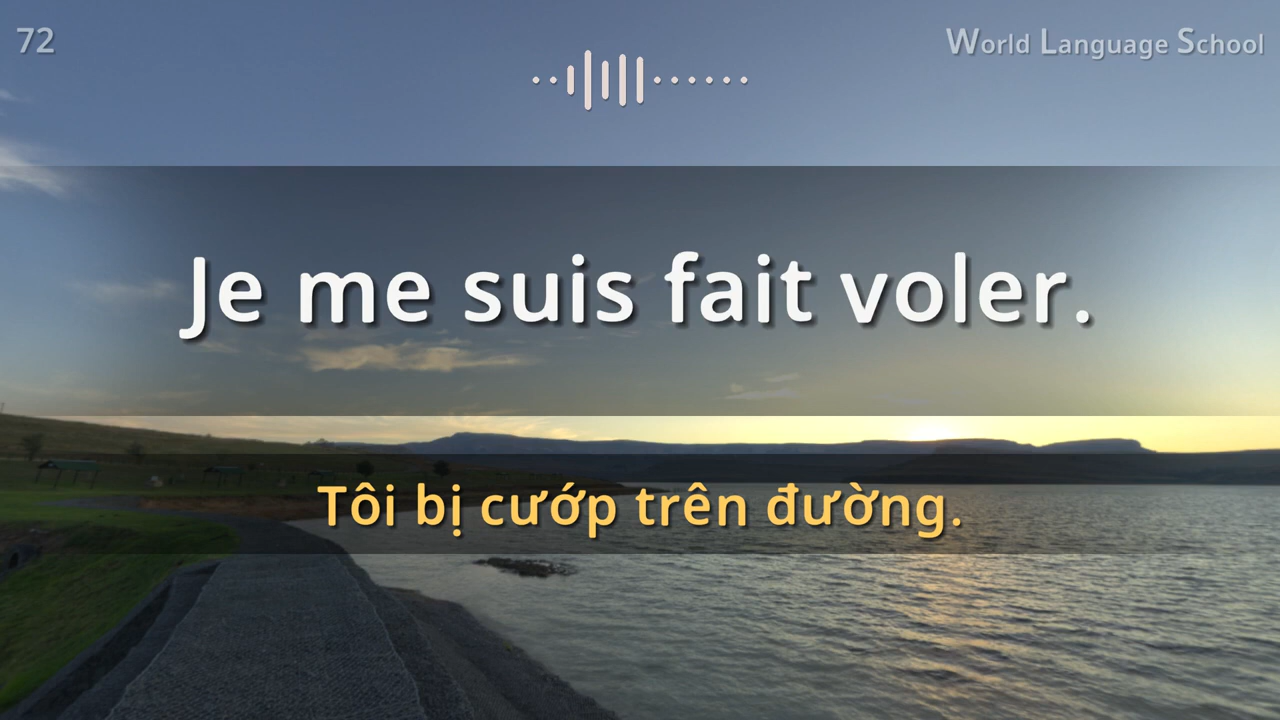 72
World Language School
Je me suis fait voler.
Tôi bị cướp trên đường.